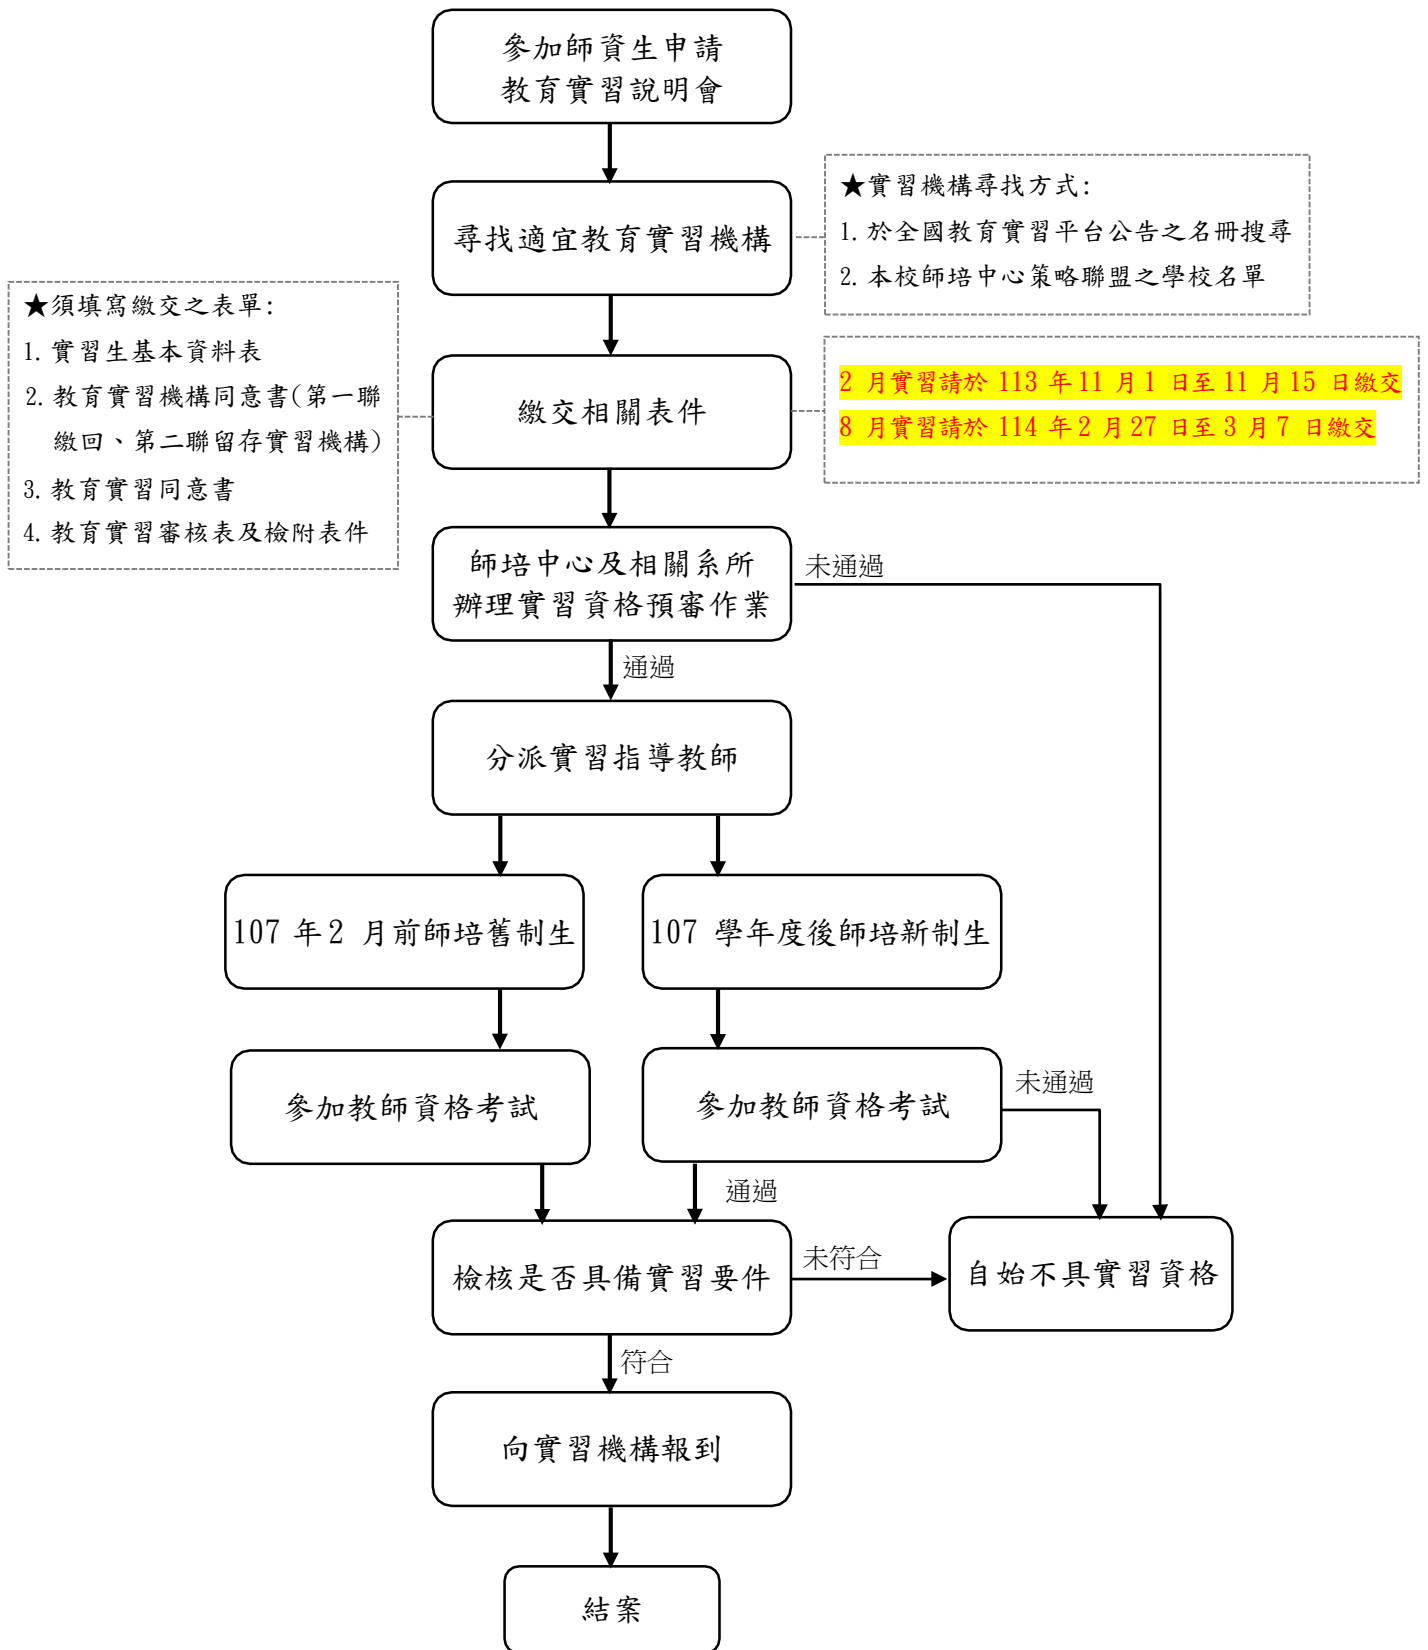 參加師資生申請
教育實習說明會
★實習機構尋找方式:
1. 於全國教育實習平台公告之名冊搜尋
2. 本校師培中心策略聯盟之學校名單
尋找適宜教育實習機構
★須填寫繳交之表單:
1. 實習生基本資料表
2. 教育實習機構同意書(第一聯
繳回、第二聯留存實習機構)
3. 教育實習同意書
4. 教育實習審核表及檢附表件
繳交相關表件
2 月實習請於 113 年 11 月 1 日至 11 月 15 日繳交
8 月實習請於 114 年 2 月 27 日至 3 月 7 日繳交
師培中心及相關系所
辦理實習資格預審作業
未通過
通過
分派實習指導教師
107 年 2 月前師培舊制生
107 學年度後師培新制生
參加教師資格考試
參加教師資格考試
未通過
通過
檢核是否具備實習要件
未符合
自始不具實習資格
符合
向實習機構報到
結案